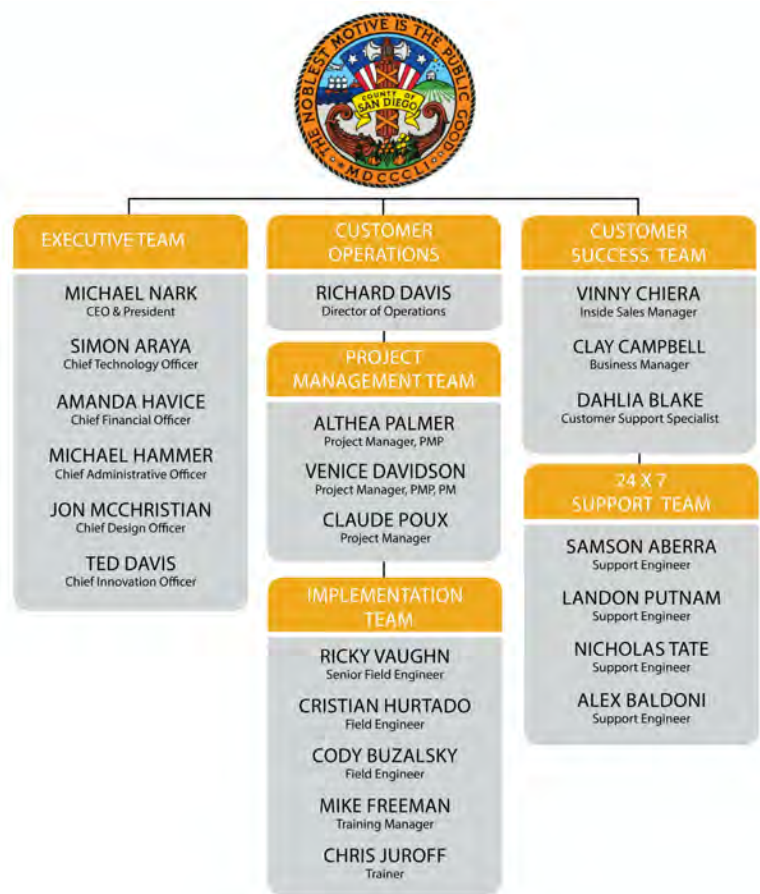 THE NOBLEST MOTIVE IS THE PUBLIC GOOD
COUNTY OF
SAN DIEGO
MDCCCLII
EXECUTIVE TEAM
MICHAEL NARK
CEO & President
SIMON ARAYA
Chief Technology Officer
AMANDA HAVICE
Chief Financial Officer
MICHAEL HAMMER
Chief Administrative Officer
JON MCCHRISTIAN
Chief Design Officer
TED DAVIS
Chief Innovation Officer
CUSTOMER
OPERATIONS
RICHARD DAVIS
Director of Operations
PROJECT
MANAGEMENT TEAM
ALTHEA PALMER
Project Manager, PMP
VENICE DAVIDSON
Project Manager, PMP, PM
CLAUDE POUX
Project Manager
IMPLEMENTATION
TEAM
RICKY VAUGHN
Senior Field Engineer
CRISTIAN HURTADO
Field Engineer
CODY BUZALSKY
Field Engineer
MIKE FREEMAN
Training Manager
CHRIS JUROFF
Trainer
CUSTOMER
SUCCESS TEAM
VINNY CHIERA
Inside Sales Manager
CLAY CAMPBELL
Business Manager
DAHLIA BLAKE
Customer Support Specialist
24 X 7
SUPPORT TEAM
SAMSON ABERRA
Support Engineer
LANDON PUTNAM
Support Engineer
NICHOLAS TATE
Support Engineer
ALEX BALDONI
Support Engineer